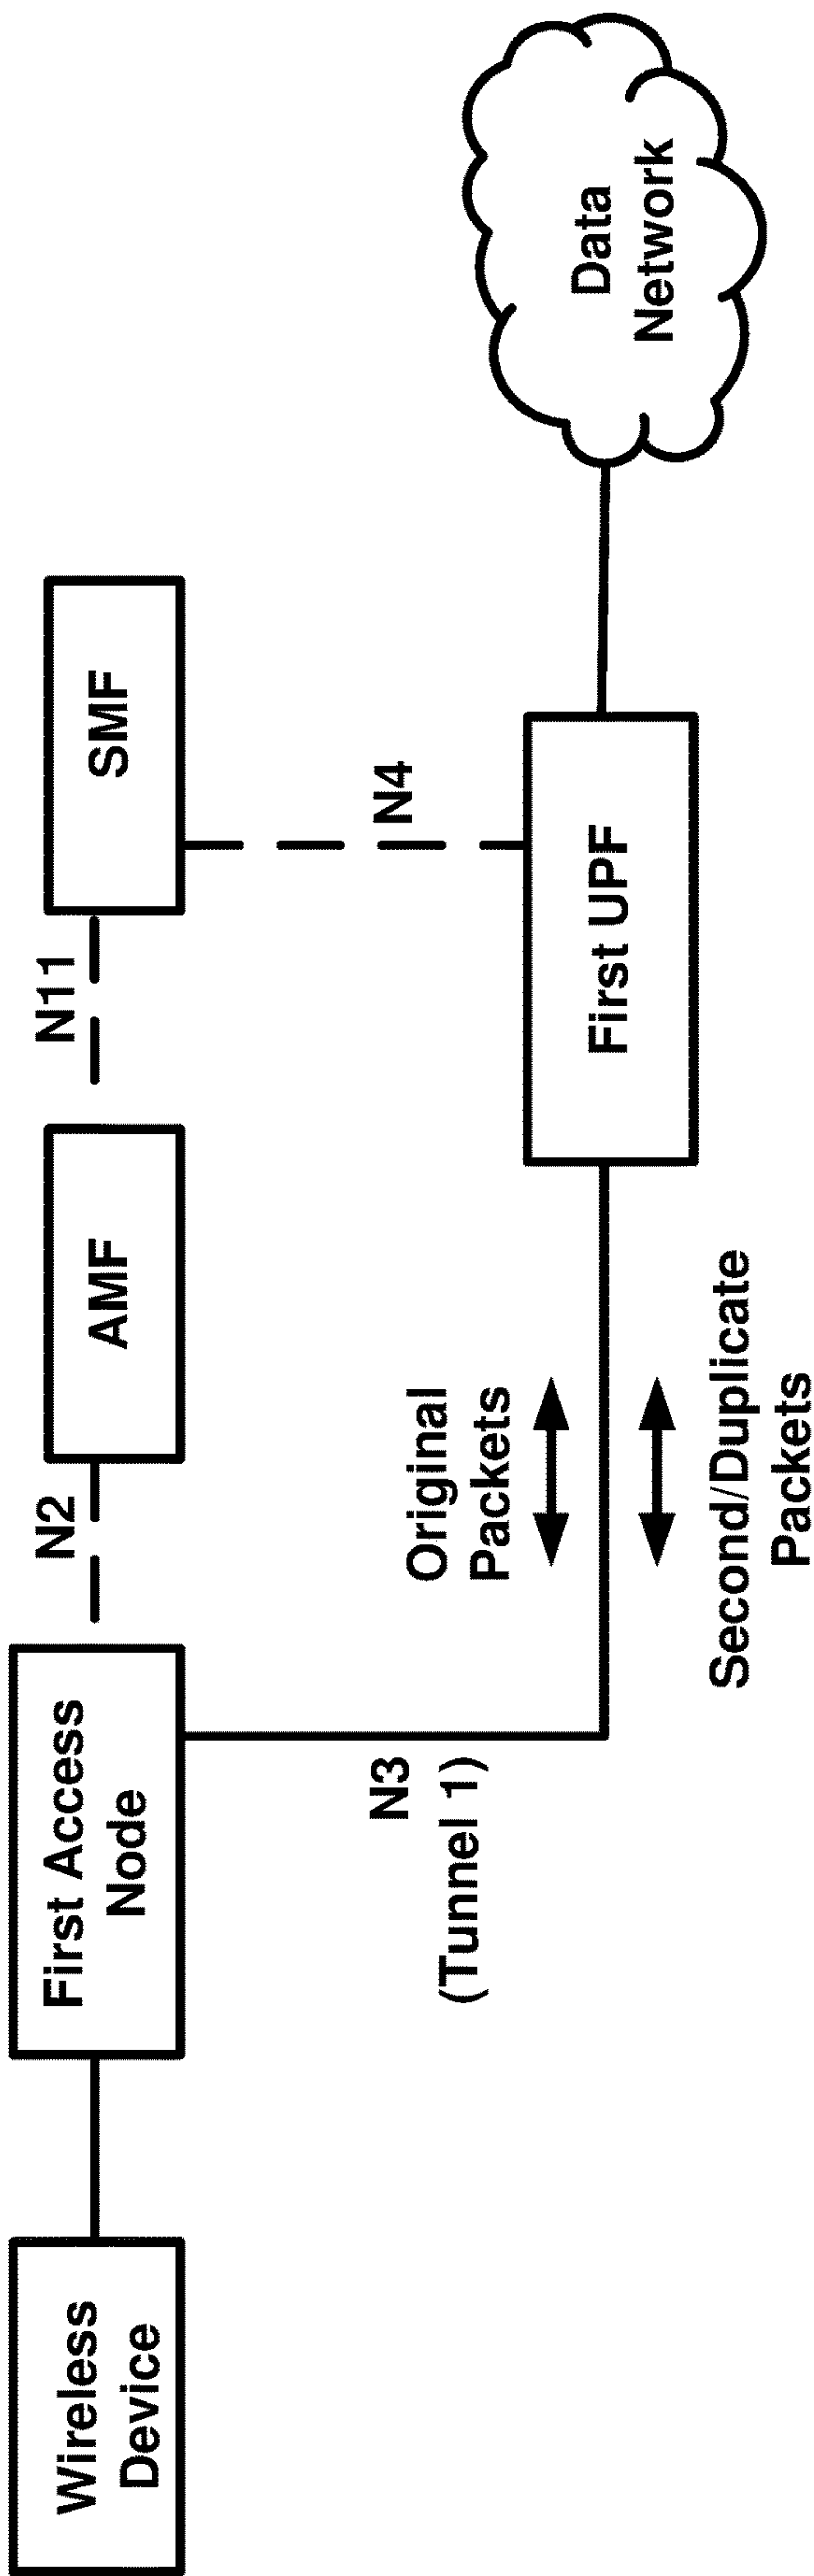 Wireless
Device
First Access
Node
N2
AMF
N11
SMF
N3
(Tunnel 1)
Original
Packets
Second/Duplicate
Packets
N4
First UPF
Data
Network